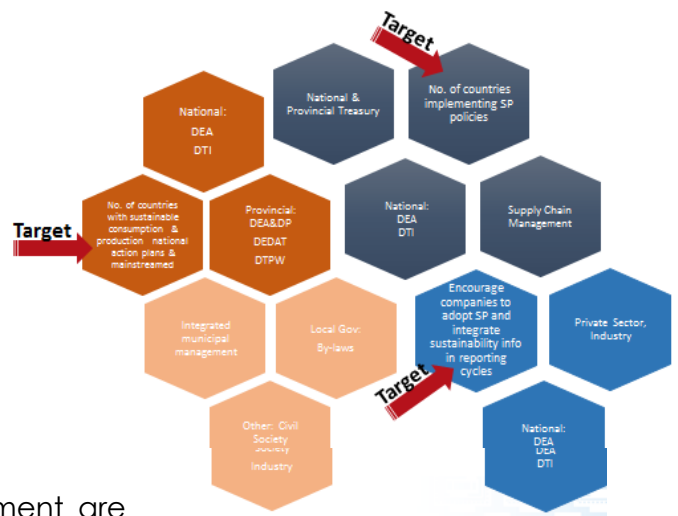 Target
National &
Provincial Treasury
No. of countries
implementing SP
policies
National:
DEA
DTI
Target
No. of countries
with sustainable
consumption &
production national
action plans &
mainstreamed
Provincial:
DEA&DP
DEDAT
DTPW
National:
DEA
DTI
Supply Chain
Management
Integrated
municipal
management
Local Gov:
By-laws
Target
Encourage
companies to
adopt SP and
integrate
sustainability info
in reporting
cycles
Private Sector,
Industry
Other: Civil
Society
Society
Industry
National:
DEA
DEA
DTI
ment are